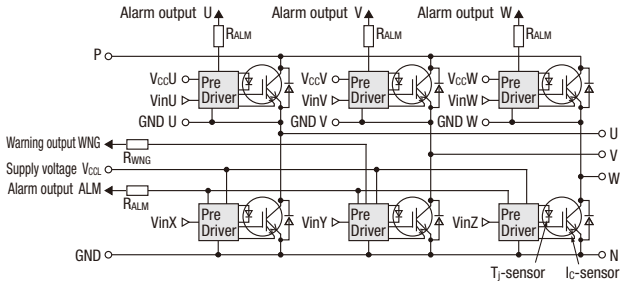 Alarm output U Alarm output V Alarm output W
RALM RALM RALM
P
VccU Pre Driver VccV Pre Driver VccW Pre Driver
VinU VinV VinW
GND U GND V GND W
U
Warning output WNG
RWNG
V
Supply voltage VCCL
W
Alarm output ALM
RALM
VinX Pre Driver VinY Pre Driver VinZ Pre Driver
GND N
Tj-sensor Ic-sensor